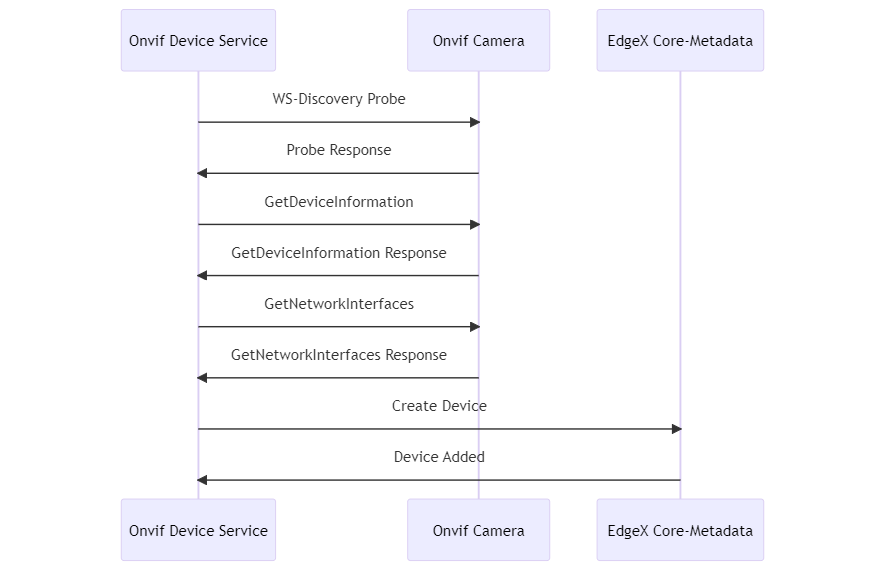 Onvif Device Service
Onvif Camera
EdgeX Core-Metadata
WS-Discovery Probe
Probe Response
GetDeviceInformation
GetDeviceInformation Response
GetNetworkInterfaces
GetNetworkInterfaces Response
Create Device
Device Added
Onvif Device Service
Onvif Camera
EdgeX Core-Metadata